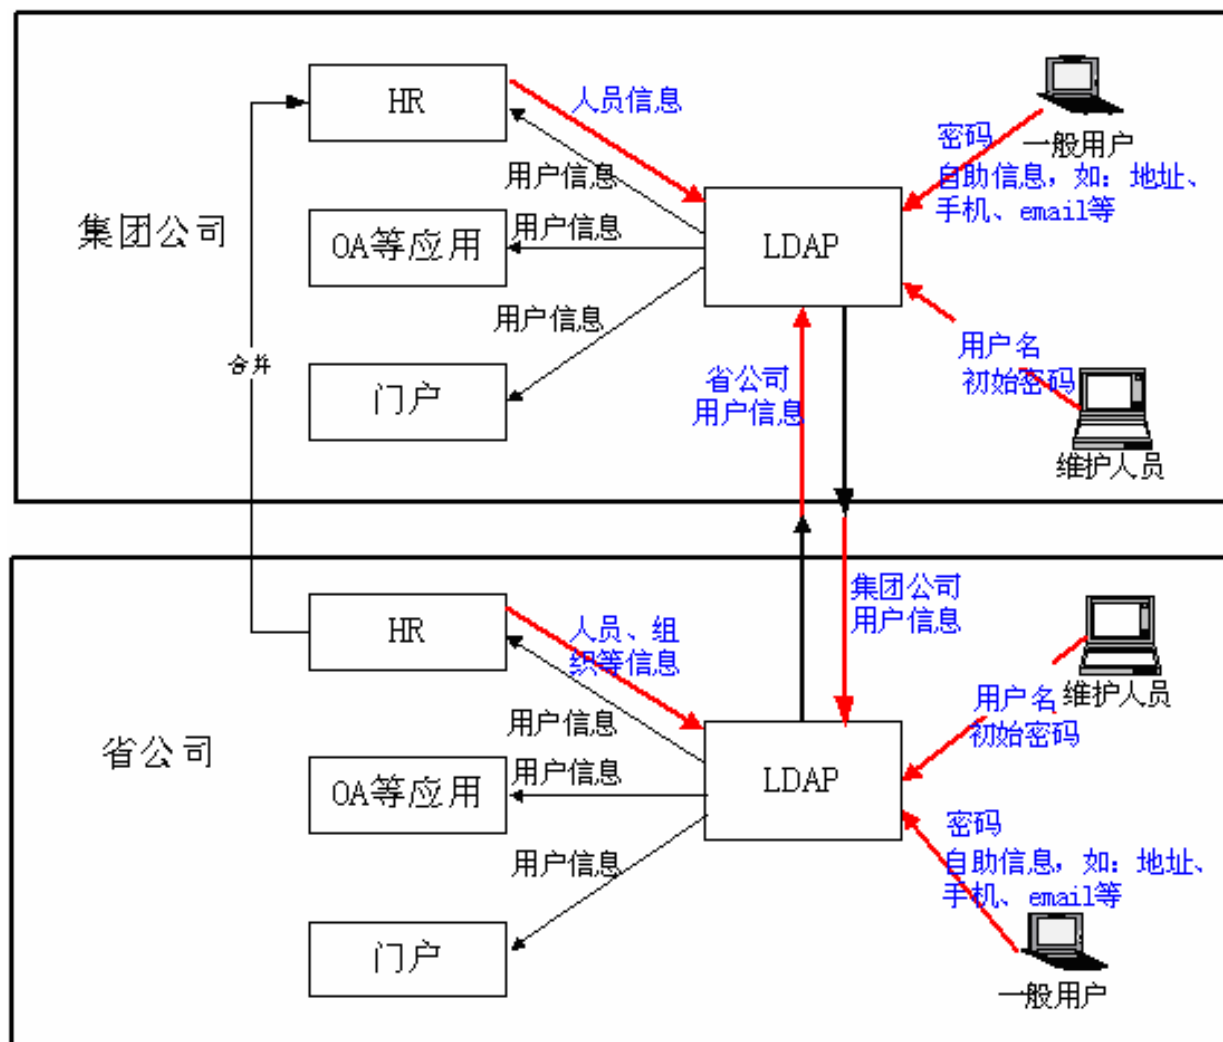 HR
人员信息
一般用户
密码
自助信息，如：地址、
手机、email等
用户信息
集团公司
OA等应用
用户信息
LDAP
用户信息
门户
合并
省公司
用户信息
用户名
初始密码
维护人员
HR
人员、组
织等信息
集团公司
用户信息
用户名
初始密码
维护人员
用户信息
省公司
OA等应用
用户信息
LDAP
用户信息
门户
密码
自助信息，如：地址、
手机、email等
一般用户